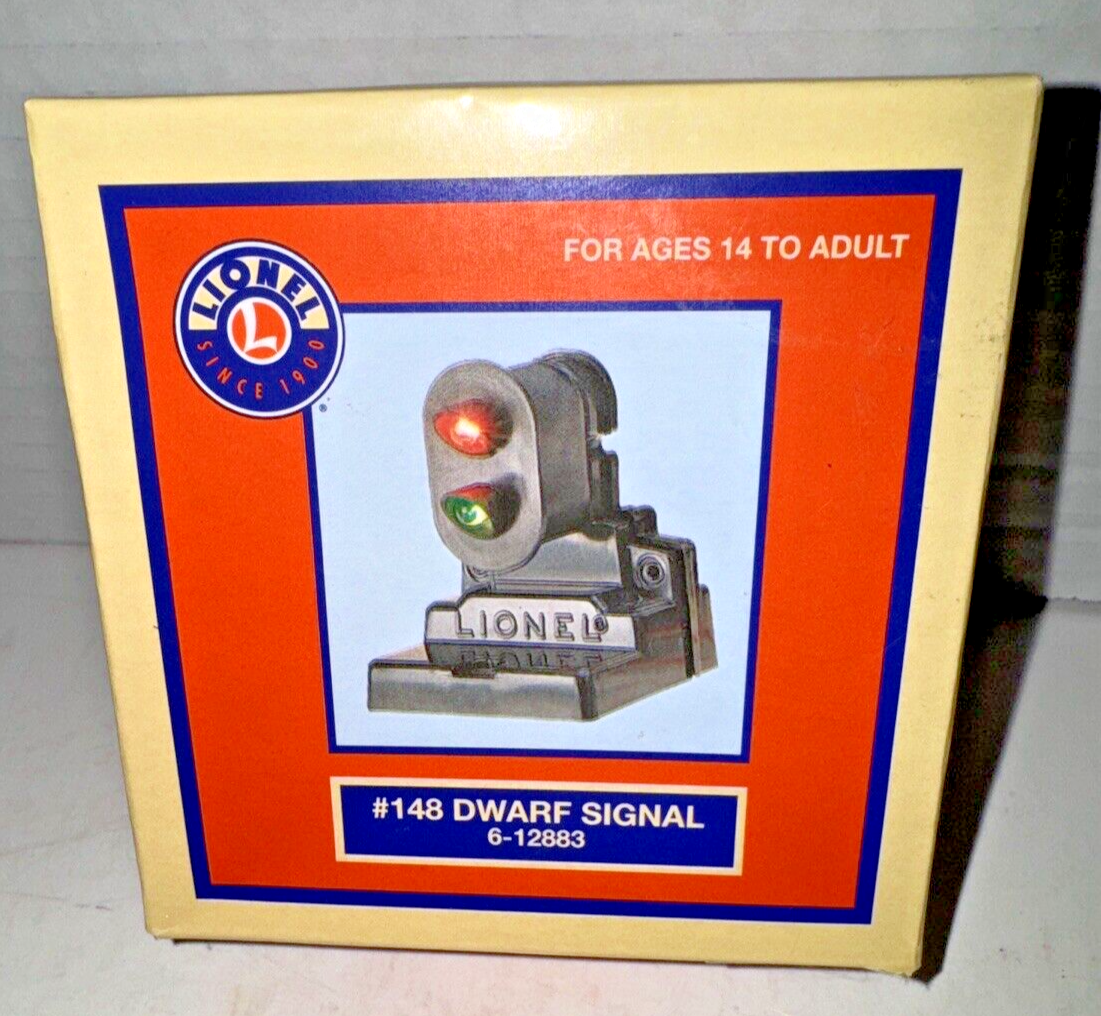 FOR AGES 14 TO ADULT
LIONEL
L
SINCE 1900
®
LIONEL®
#148 DWARF SIGNAL
6-12883